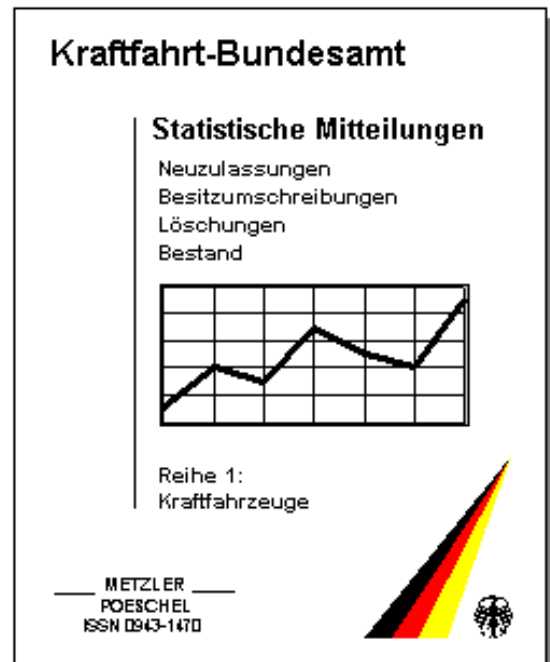 Kraftfahrt-Bundesamt
Statistische Mitteilungen
Neuzulassungen
Besitzumschreibungen
Löschungen
Bestand
Reihe 1:
Kraftfahrzeuge
METZLER
POESCHEL
ISSN 0943-1470